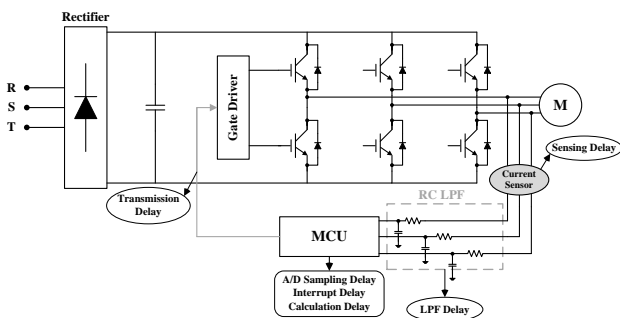 Rectifier
R
S
T
Gate Driver
M
Sensing Delay
Current
Sensor
Transmission
Delay
RC LPF
MCU
A/D Sampling Delay
Interrupt Delay
Calculation Delay
LPF Delay